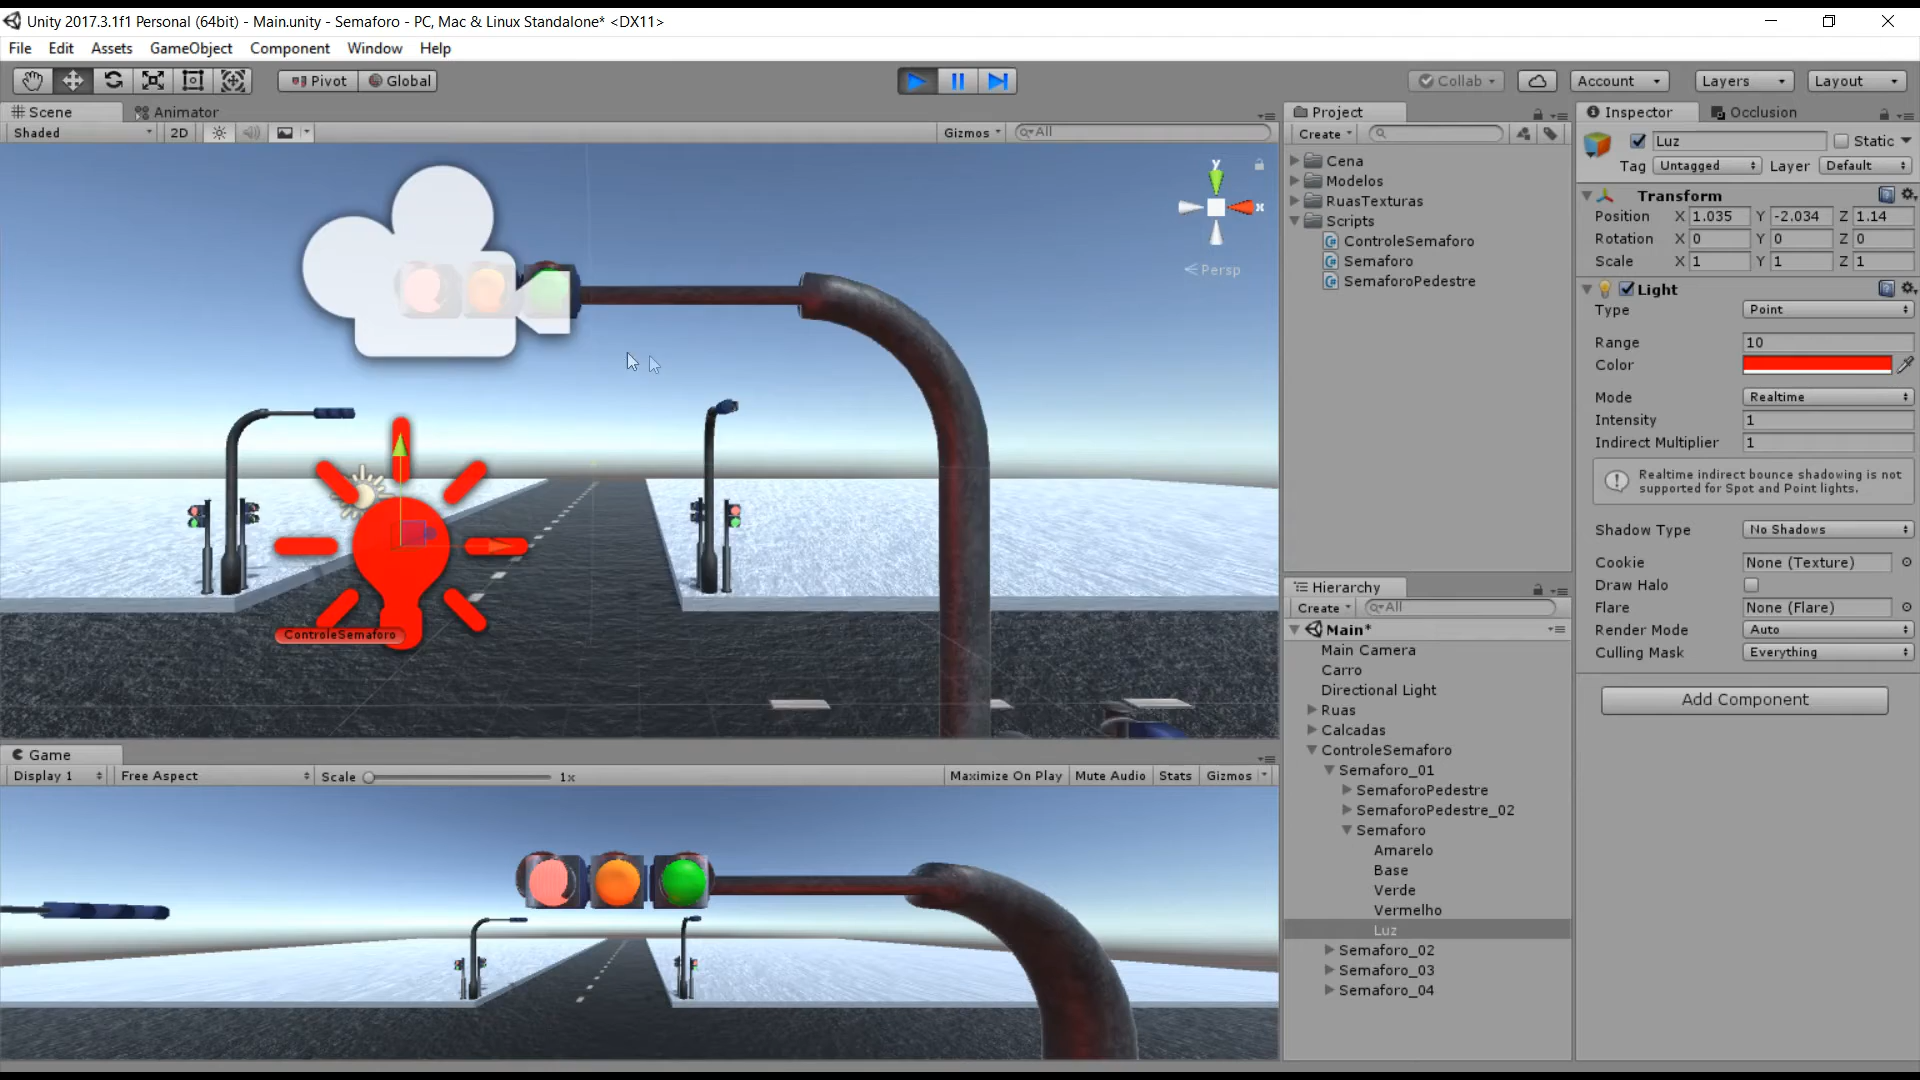 Unity 2017.3.1f1 Personal (64bit) - Main.unity - Semaforo - PC, Mac & Linux Standalone* <DX11>
File Edit Assets GameObject Component Window Help
Pivot Global Collab Account Layers Layout
Scene Animator
Shaded 2D Gizmos All
y
x
Persp
ControleSemaforo
Game
Display 1 Free Aspect Scale 1x Maximize On Play Mute Audio Stats Gizmos
Project
Create
Cena
Modelos
RuasTexturas
Scripts
ControleSemaforo
Semaforo
SemaforoPedestre
Hierarchy
Create All
Main*
Main Camera
Carro
Directional Light
Ruas
Calcadas
ControleSemaforo
Semaforo_01
SemaforoPedestre
SemaforoPedestre_02
Semaforo
Amarelo
Base
Verde
Vermelho
Luz
Semaforo_02
Semaforo_03
Semaforo_04
Inspector Occlusion
Luz Static
Tag Untagged Layer Default
Transform
Position X 1.035 Y -2.034 Z 1.14
Rotation X 0 Y 0 Z 0
Scale X 1 Y 1 Z 1
Light
Type Point
Range 10
Color
Mode Realtime
Intensity 1
Indirect Multiplier 1
Realtime indirect bounce shadowing is not
supported for Spot and Point lights.
Shadow Type No Shadows
Cookie None (Texture)
Draw Halo
Flare None (Flare)
Render Mode Auto
Culling Mask Everything
Add Component